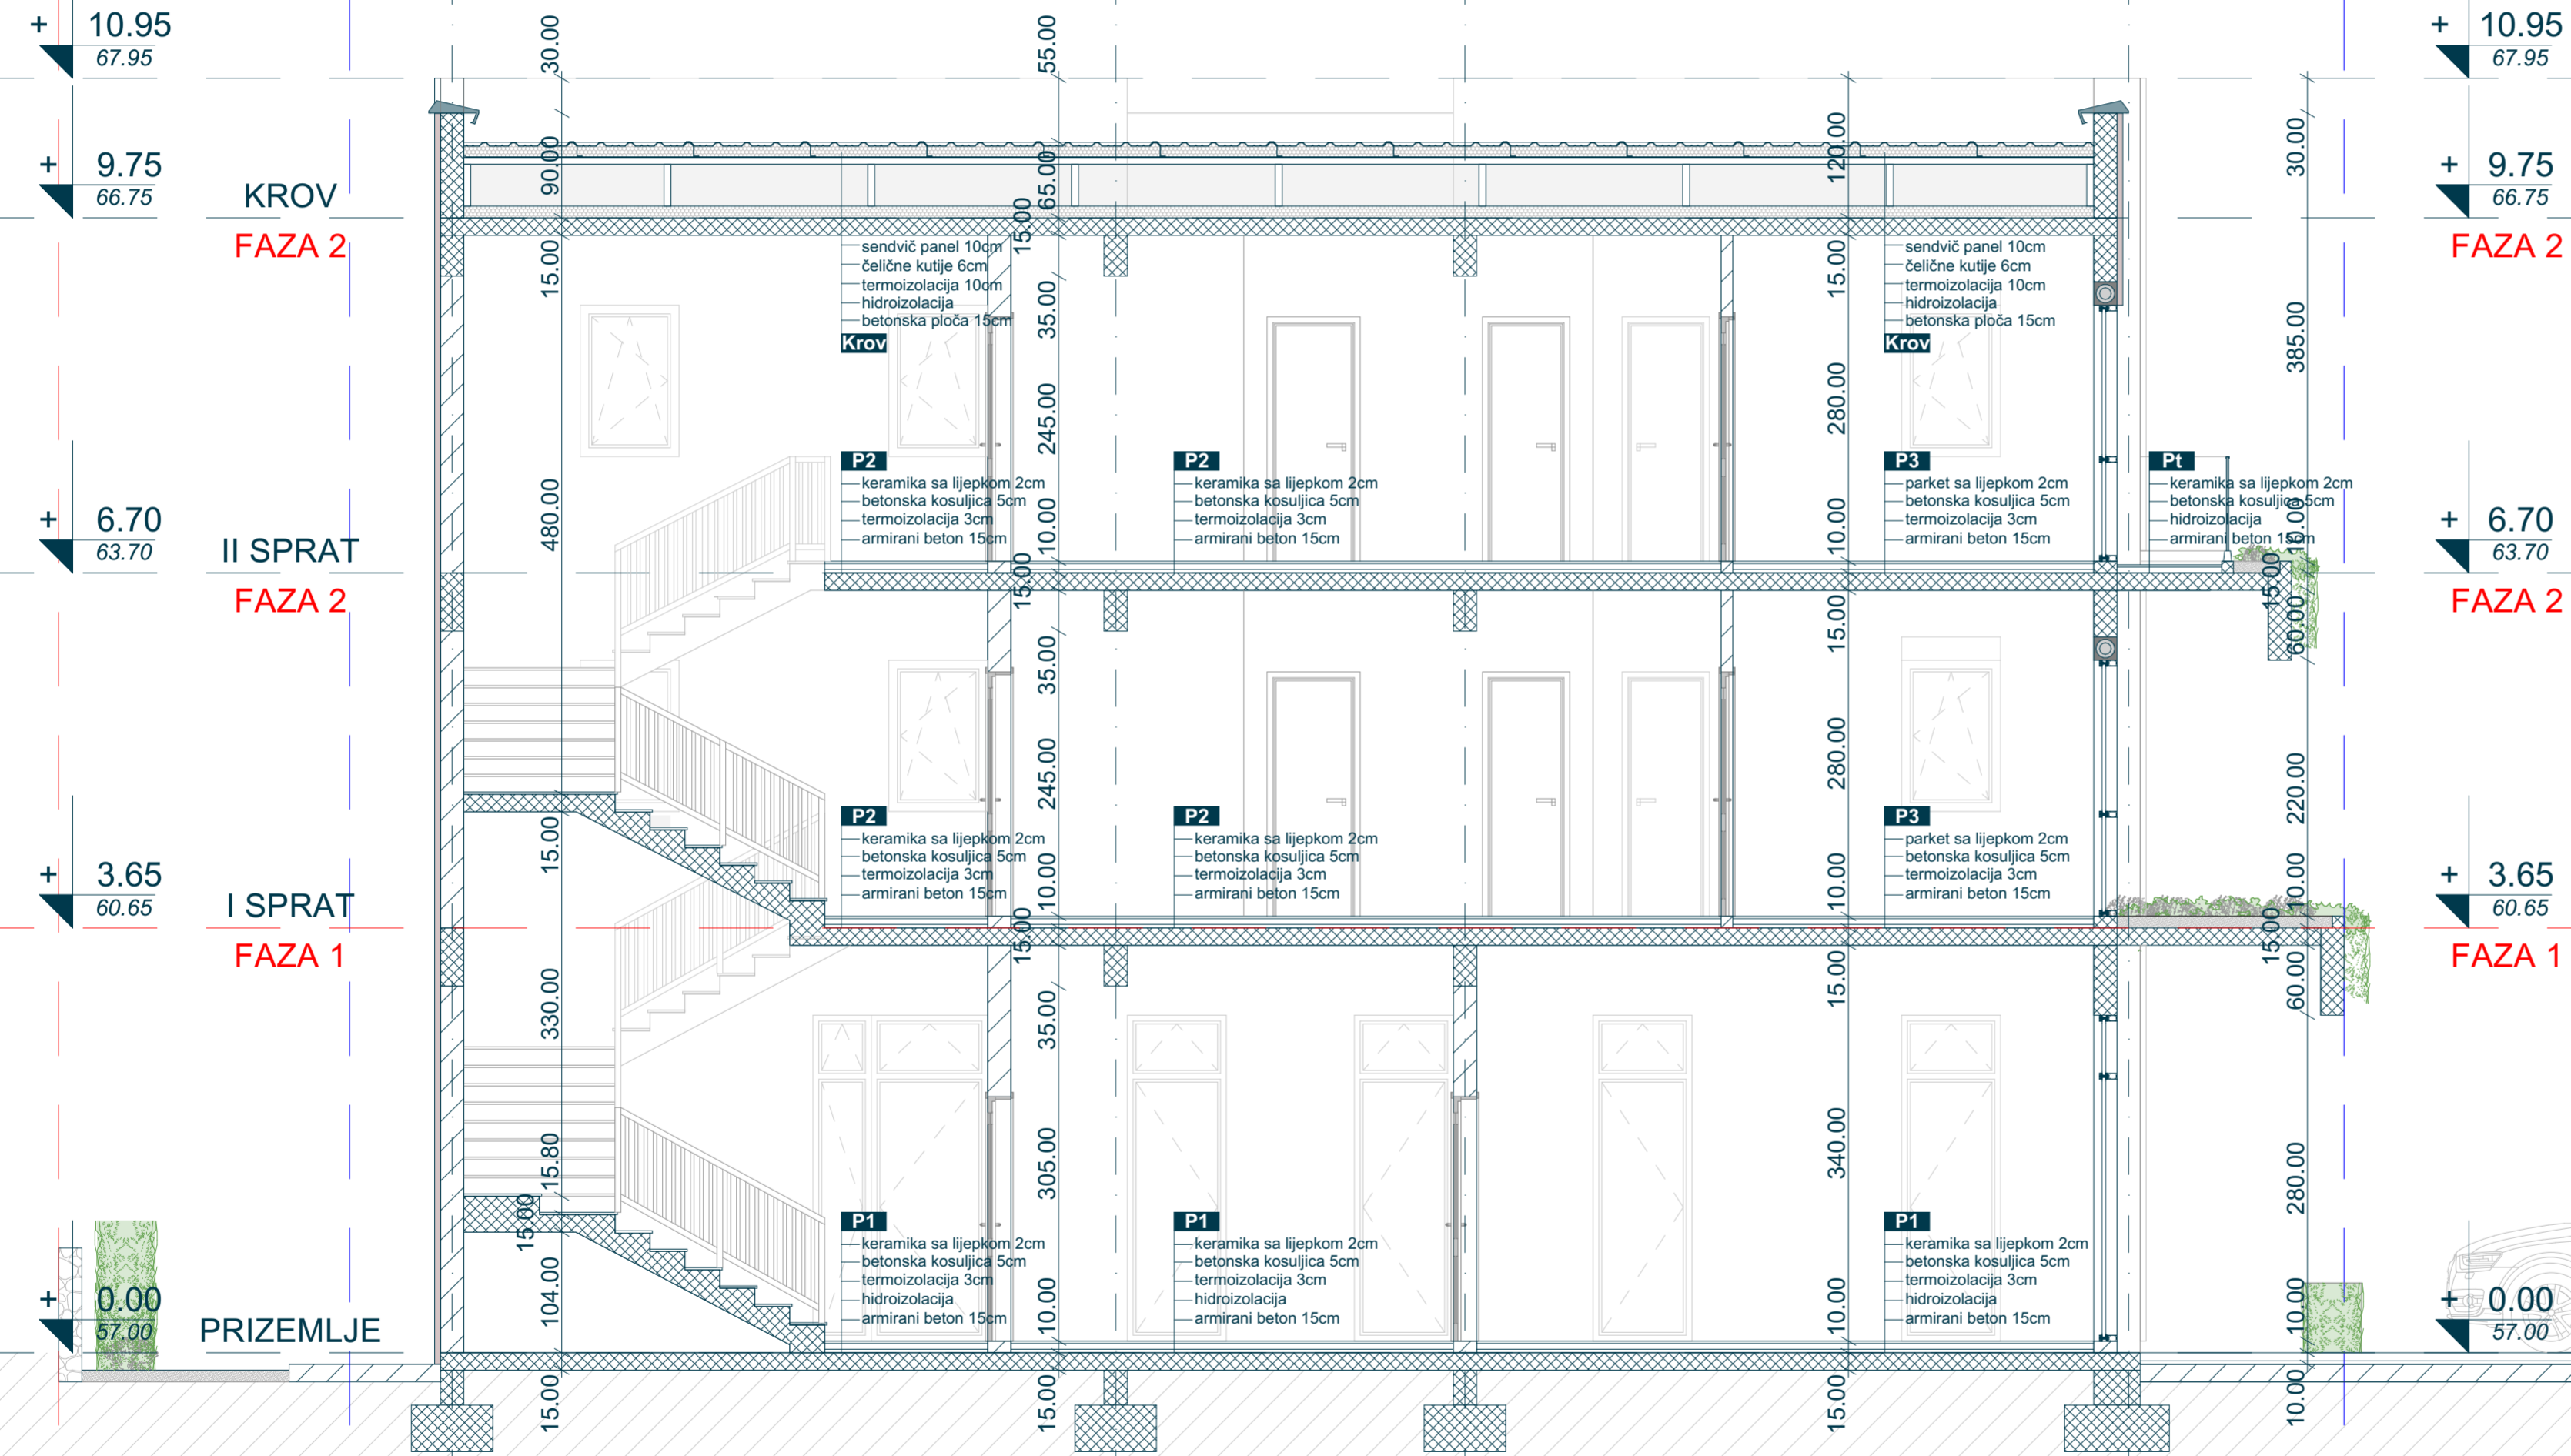 + 10.95
67.95
30.00
55.00
+ 10.95
67.95
+ 9.75
66.75
KROV
FAZA 2
90.00
65.00
15.00
120.00
30.00
+ 9.75
66.75
FAZA 2
15.00
sendvič panel 10cm
čelične kutije 6cm
termoizolacija 10cm
hidroizolacija
betonska ploča 15cm
Krov
35.00
15.00
sendvič panel 10cm
čelične kutije 6cm
termoizolacija 10cm
hidroizolacija
betonska ploča 15cm
Krov
385.00
245.00
280.00
+ 6.70
63.70
II SPRAT
FAZA 2
480.00
P2
keramika sa lijepkom 2cm
betonska kosuljica 5cm
termoizolacija 3cm
armirani beton 15cm
10.00
15.00
P2
keramika sa lijepkom 2cm
betonska kosuljica 5cm
termoizolacija 3cm
armirani beton 15cm
10.00
P3
parket sa lijepkom 2cm
betonska kosuljica 5cm
termoizolacija 3cm
armirani beton 15cm
Pt
keramika sa lijepkom 2cm
betonska kosuljica 5cm
hidroizolacija
armirani beton 15cm
10.00
15.00
60.00
+ 6.70
63.70
FAZA 2
35.00
15.00
245.00
280.00
220.00
+ 3.65
60.65
I SPRAT
FAZA 1
15.00
P2
keramika sa lijepkom 2cm
betonska kosuljica 5cm
termoizolacija 3cm
armirani beton 15cm
10.00
15.00
P2
keramika sa lijepkom 2cm
betonska kosuljica 5cm
termoizolacija 3cm
armirani beton 15cm
10.00
P3
parket sa lijepkom 2cm
betonska kosuljica 5cm
termoizolacija 3cm
armirani beton 15cm
10.00
15.00
60.00
+ 3.65
60.65
FAZA 1
330.00
35.00
15.00
15.80
305.00
340.00
280.00
15.00
104.00
+ 0.00
57.00
PRIZEMLJE
P1
keramika sa lijepkom 2cm
betonska kosuljica 5cm
termoizolacija 3cm
hidroizolacija
armirani beton 15cm
10.00
P1
keramika sa lijepkom 2cm
betonska kosuljica 5cm
termoizolacija 3cm
hidroizolacija
armirani beton 15cm
10.00
P1
keramika sa lijepkom 2cm
betonska kosuljica 5cm
termoizolacija 3cm
hidroizolacija
armirani beton 15cm
10.00
+ 0.00
57.00
15.00
15.00
15.00
10.00